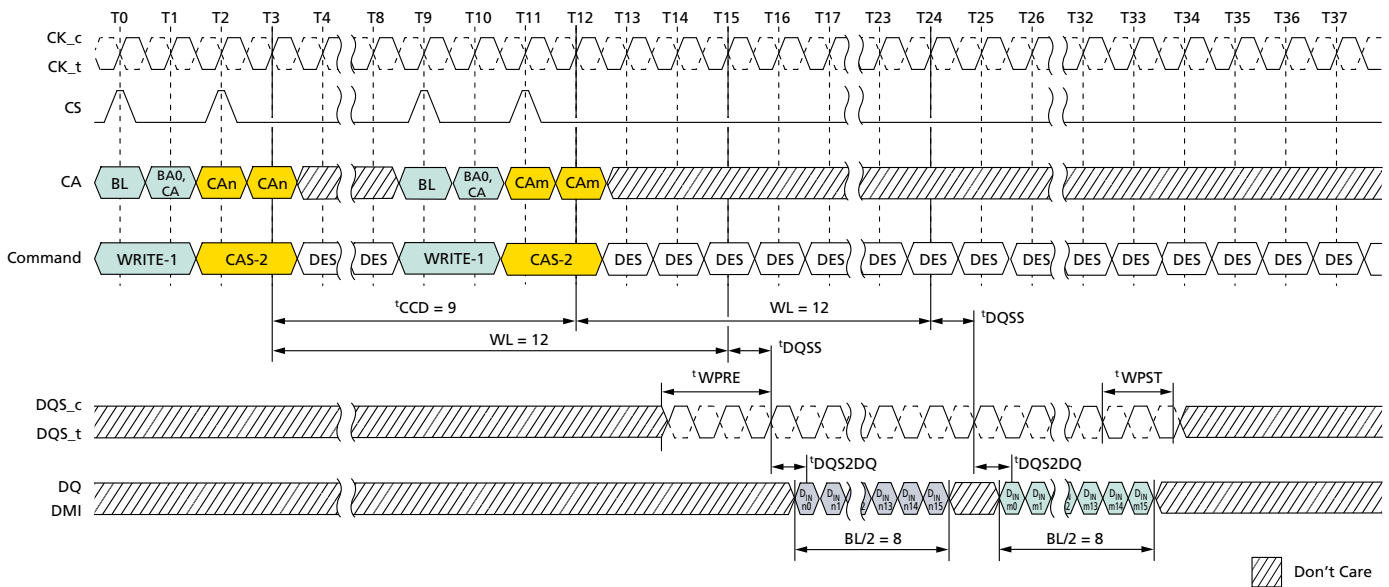 T0 T1 T2 T3 T4 T8 T9 T10 T11 T12 T13 T14 T15 T16 T17 T23 T24 T25 T26 T32 T33 T34 T35 T36 T37
CK_c
CK_t
CS
CA BL BA0, CA CAn CAn BL BA0, CA CAm CAm
Command WRITE-1 CAS-2 DES DES WRITE-1 CAS-2 DES DES DES DES DES DES DES DES DES DES DES DES DES DES DES
tCCD = 9 WL = 12 tDQSS
WL = 12 tDQSS
tWPRE tWPST
DQS_c
DQS_t
tDQS2DQ tDQS2DQ
DQ
DMI
DIN n0 DIN n1 DIN n13 DIN n14 DIN n15 DIN m0 DIN m1 DIN m13 DIN m14 DIN m15
BL/2 = 8 BL/2 = 8
Don't Care